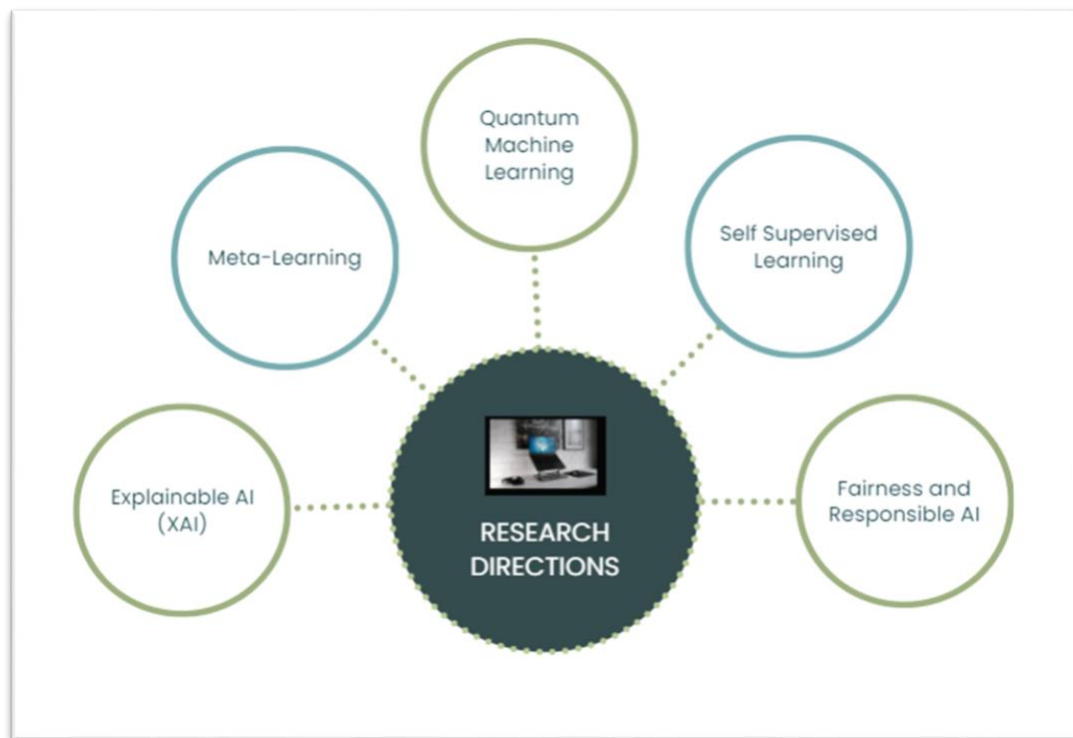 Quantum
Machine
Learning
Meta-Learning
Self Supervised
Learning
Explainable AI
(XAI)
Fairness and
Responsible AI
RESEARCH
DIRECTIONS